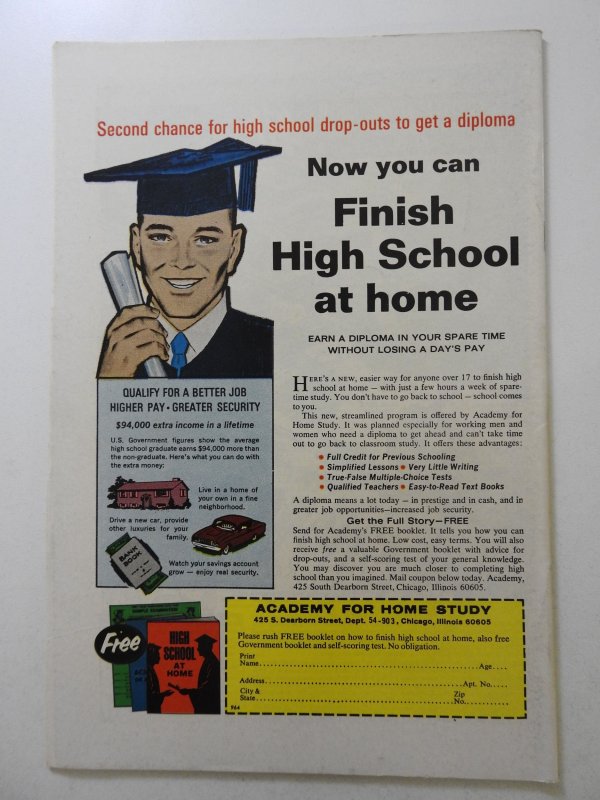 Second chance for high school drop-outs to get a diploma
Now you can
Finish
High School
at home
EARN A DIPLOMA IN YOUR SPARE TIME
WITHOUT LOSING A DAY'S PAY
HERE'S A NEW, easier way for anyone over 17 to finish high
school at home — with just a few hours a week of spare-
time study. You don't have to go back to school — school comes
to you.
This new, streamlined program is offered by Academy for
Home Study. It was planned especially for working men and
women who need a diploma to get ahead and can't take time
out to go back to classroom study. It offers these advantages:
• Full Credit for Previous Schooling
• Simplified Lessons • Very Little Writing
• True-False Multiple-Choice Tests
• Qualified Teachers • Easy-to-Read Text Books
A diploma means a lot today — in prestige and in cash, and in
greater job opportunities—increased job security.
Get the Full Story—FREE
Send for Academy's FREE booklet. It tells you how you can
finish high school at home. Low cost, easy terms. You will also
receive free a valuable Government booklet with advice for
drop-outs, and a self-scoring test of your general knowledge.
You may discover you are much closer to completing high
school than you imagined. Mail coupon below today. Academy,
425 South Dearborn Street, Chicago, Illinois 60605.
QUALIFY FOR A BETTER JOB
HIGHER PAY • GREATER SECURITY
$94,000 extra income in a lifetime
U.S. Government figures show the average
high school graduate earns $94,000 more than
the non-graduate. Here's what you can do with
the extra money:
Live in a home of
your own in a fine
neighborhood.
Drive a new car, provide
other luxuries for your
family.
BANK
BOOK
Watch your savings account
grow — enjoy real security.
Free
HIGH
SCHOOL
AT
HOME
ACADEMY FOR HOME STUDY
425 S. Dearborn Street, Dept. 54-903, Chicago, Illinois 60605
Please rush FREE booklet on how to finish high school at home, also free
Government booklet and self-scoring test. No obligation.
Print
Name Age
Address Apt. No.
City & Zip
State No.
964